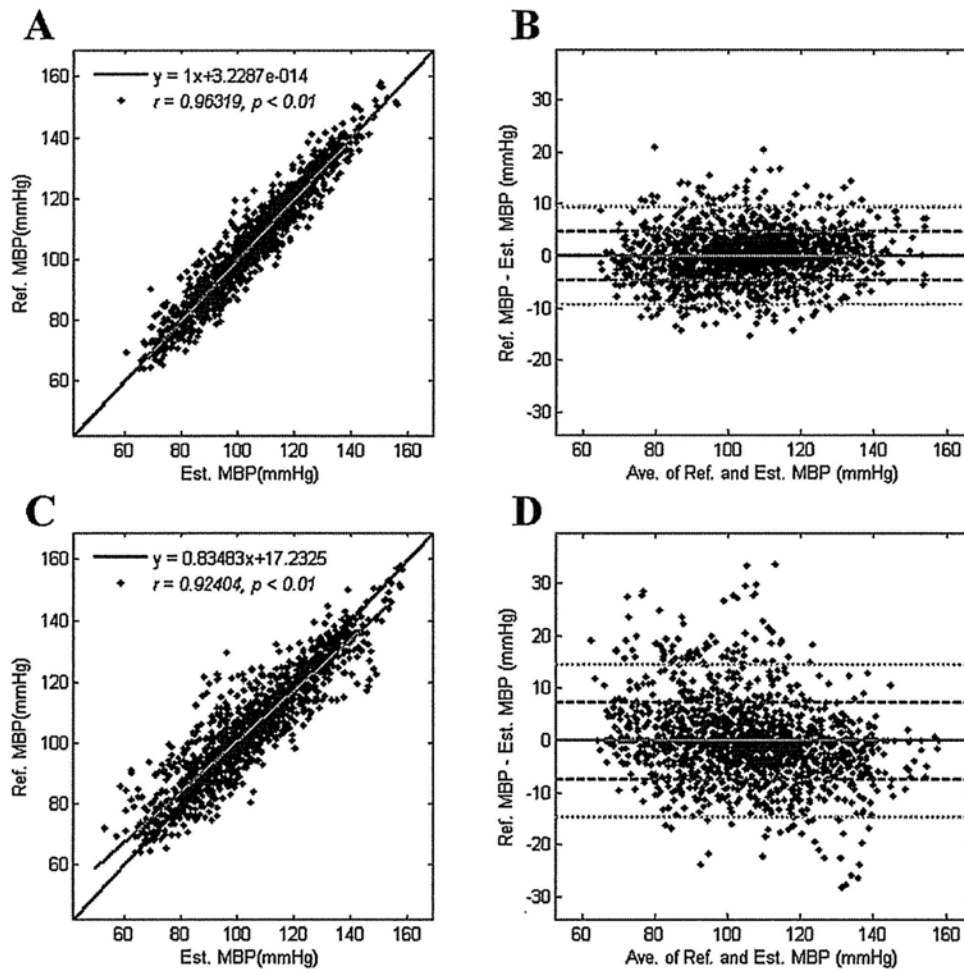 A
160
140
120
100
80
60
Ref. MBP(mmHg)
y = 1x+3.2287e-014
r = 0.96319, p < 0.01
60 80 100 120 140 160
Est. MBP(mmHg)
B
30
20
10
0
-10
-20
-30
Ref. MBP - Est. MBP (mmHg)
60 80 100 120 140 160
Ave. of Ref. and Est. MBP (mmHg)
C
160
140
120
100
80
60
Ref. MBP(mmHg)
y = 0.83483x+17.2325
r = 0.92404, p < 0.01
60 80 100 120 140 160
Est. MBP(mmHg)
D
30
20
10
0
-10
-20
-30
Ref. MBP - Est. MBP (mmHg)
60 80 100 120 140 160
Ave. of Ref. and Est. MBP (mmHg)